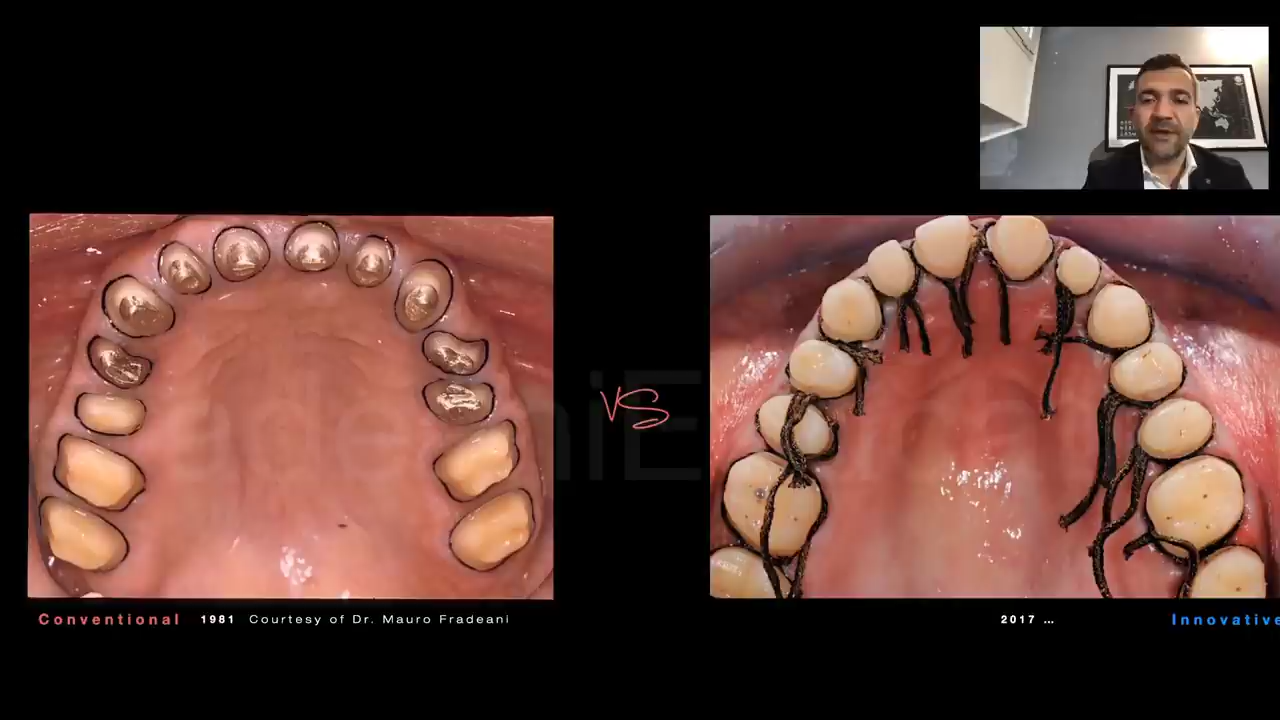 VS
Conventional 1981 Courtesy of Dr. Mauro Fradeani
2017 ... Innovative